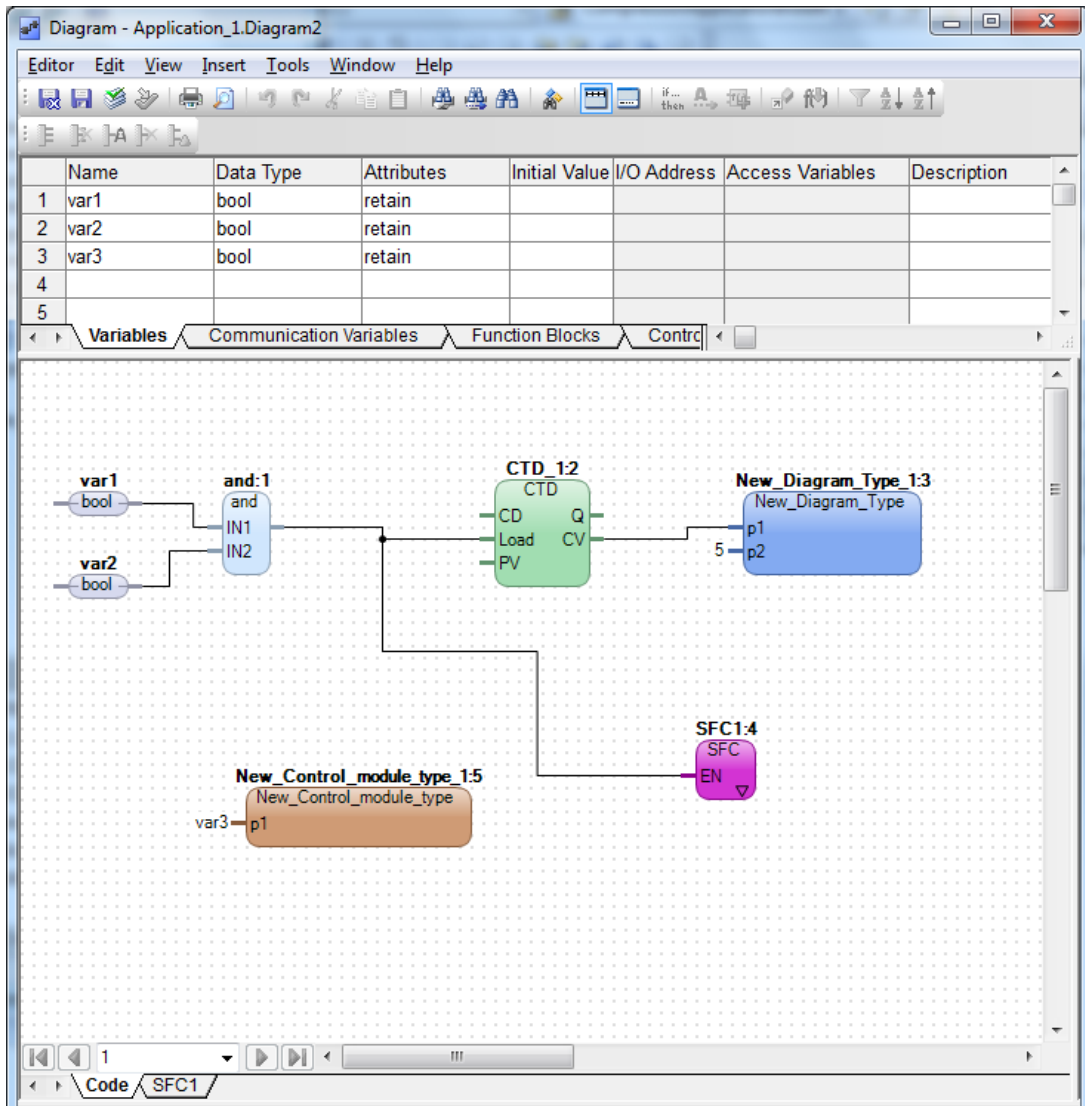 Diagram - Application_1.Diagram2
Editor Edit View Insert Tools Window Help
if... then
Name Data Type Attributes Initial Value I/O Address Access Variables Description
1 var1 bool retain
2 var2 bool retain
3 var3 bool retain
4
5
Variables Communication Variables Function Blocks Contro
var1
bool
var2
bool
and:1
and
IN1
IN2
CTD_1:2
CTD
CD Q
Load CV
PV
New_Diagram_Type_1:3
New_Diagram_Type
p1
5 p2
SFC1:4
SFC
EN
New_Control_module_type_1:5
New_Control_module_type
var3 p1
1
Code SFC1